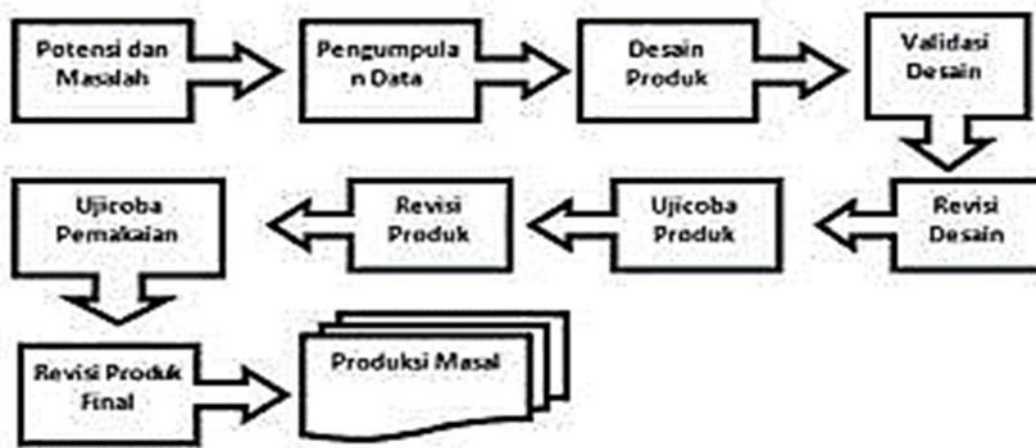 Potensi dan
Masalah
Pengumpula
n Data
Desain
Produk
Validasi
Desain
Revisi
Desain
Ujicoba
Produk
Revisi
Produk
Ujicoba
Pemakaian
Revisi Produk
Final
Produksi Masal